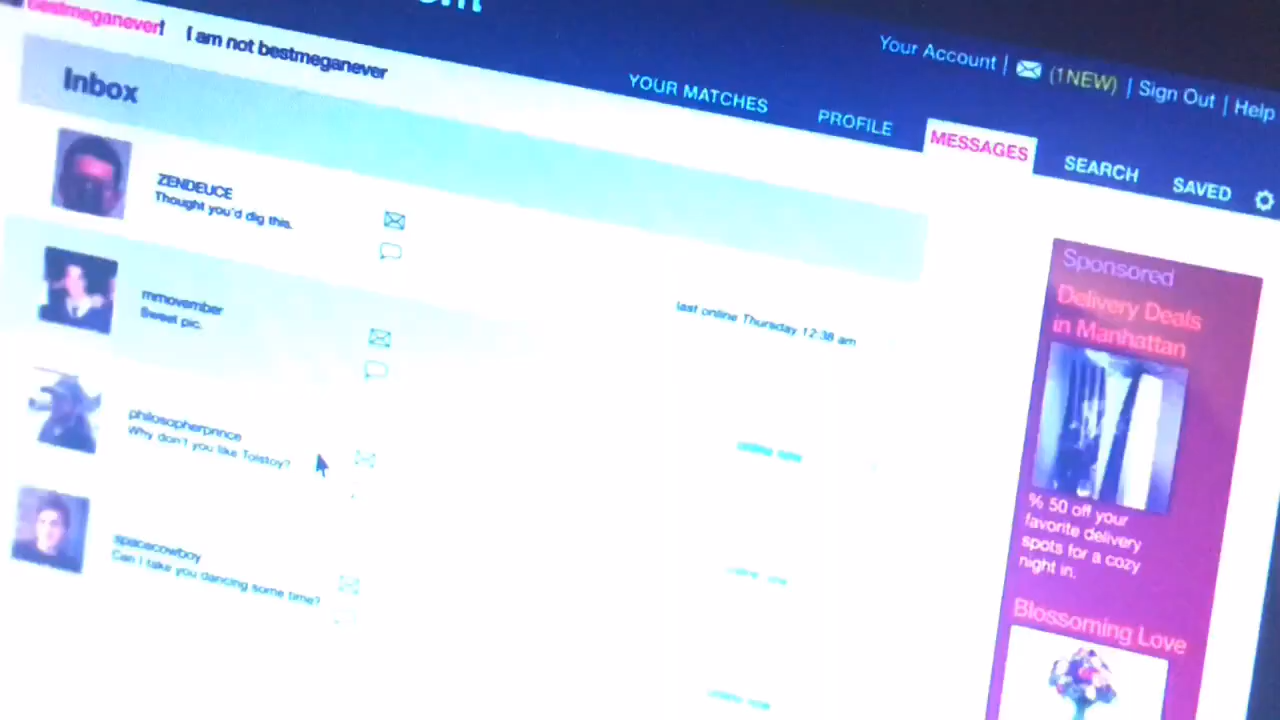 bestmeganever!
I am not bestmeganever
Your Account | (1NEW) | Sign Out | Help
YOUR MATCHES
PROFILE
MESSAGES
SEARCH
SAVED
Inbox
ZENDEUCE
Thought you'd dig this.
mmovember
Sweet pic.
last online Thursday 12:38 am
philosopherprince
Why don't you like Tolstoy?
spacecowboy
Can I take you dancing some time?
Sponsored
Delivery Deals
in Manhattan
% 50 off your
favorite delivery
spots for a cozy
night in.
Blossoming Love